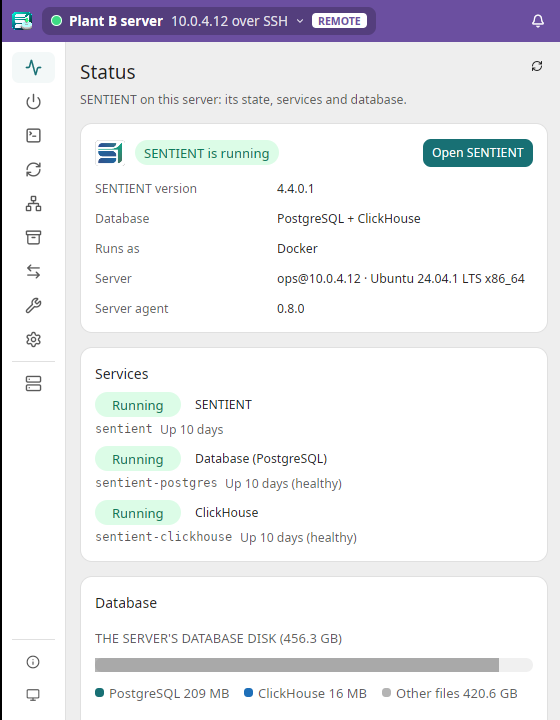 Plant B server 10.0.4.12 over SSH REMOTE
Status
SENTIENT on this server: its state, services and database.
SENTIENT is running Open SENTIENT
SENTIENT version 4.4.0.1
Database PostgreSQL + ClickHouse
Runs as Docker
Server ops@10.0.4.12 · Ubuntu 24.04.1 LTS x86_64
Server agent 0.8.0
Services
Running SENTIENT
sentient Up 10 days
Running Database (PostgreSQL)
sentient-postgres Up 10 days (healthy)
Running ClickHouse
sentient-clickhouse Up 10 days (healthy)
Database
THE SERVER'S DATABASE DISK (456.3 GB)
PostgreSQL 209 MB ClickHouse 16 MB Other files 420.6 GB